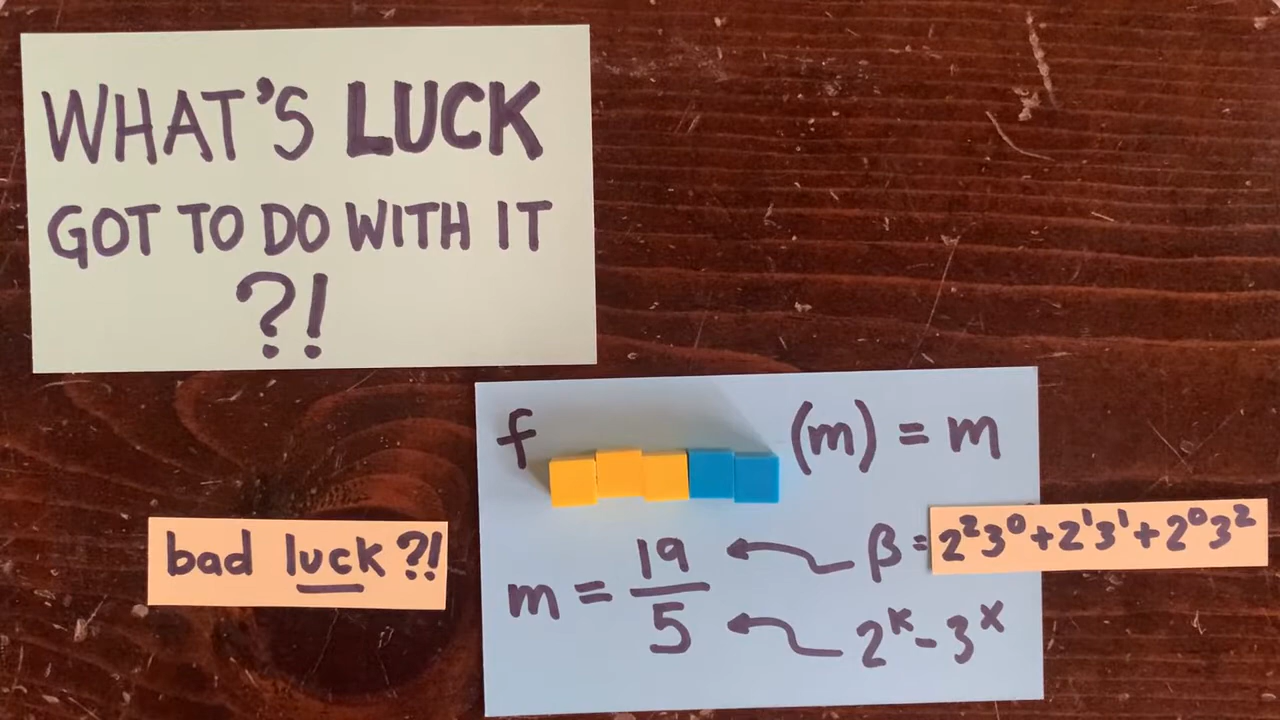 WHAT'S LUCK
GOT TO DO WITH IT
?!
f (m) = m
bad luck ?!
m = 19/5
β = 2²3⁰+2¹3¹+2⁰3²
2ᵏ-3ˣ